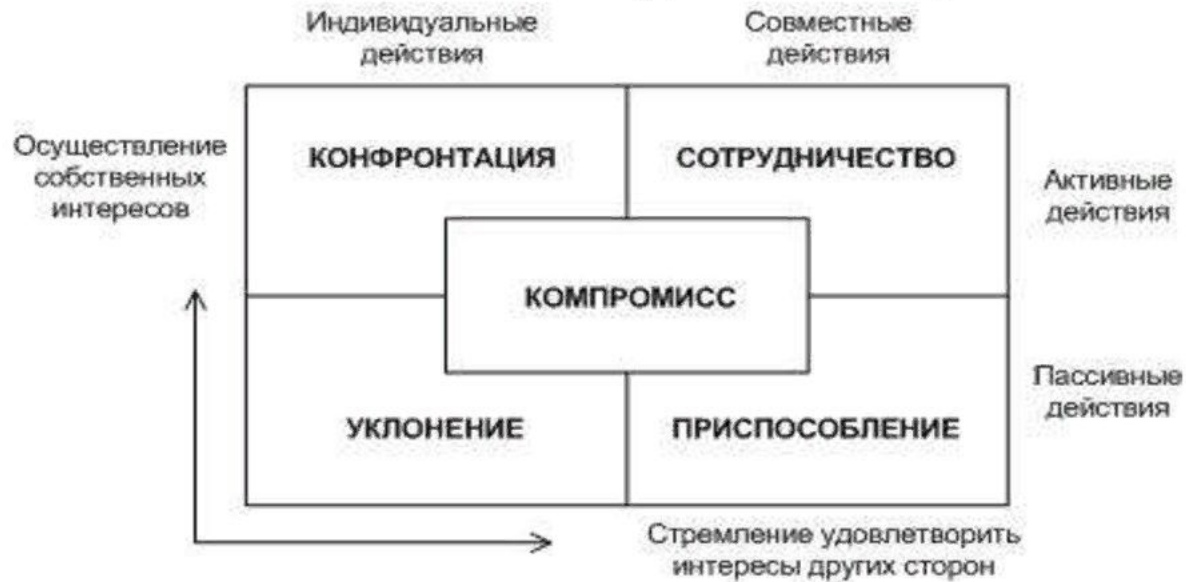 Индивидуальные
действия
Совместные
действия
Осуществление
собственных
интересов
КОНФРОНТАЦИЯ
СОТРУДНИЧЕСТВО
Активные
действия
КОМПРОМИСС
УКЛОНЕНИЕ
ПРИСПОСОБЛЕНИЕ
Пассивные
действия
Стремление удовлетворить
интересы других сторон